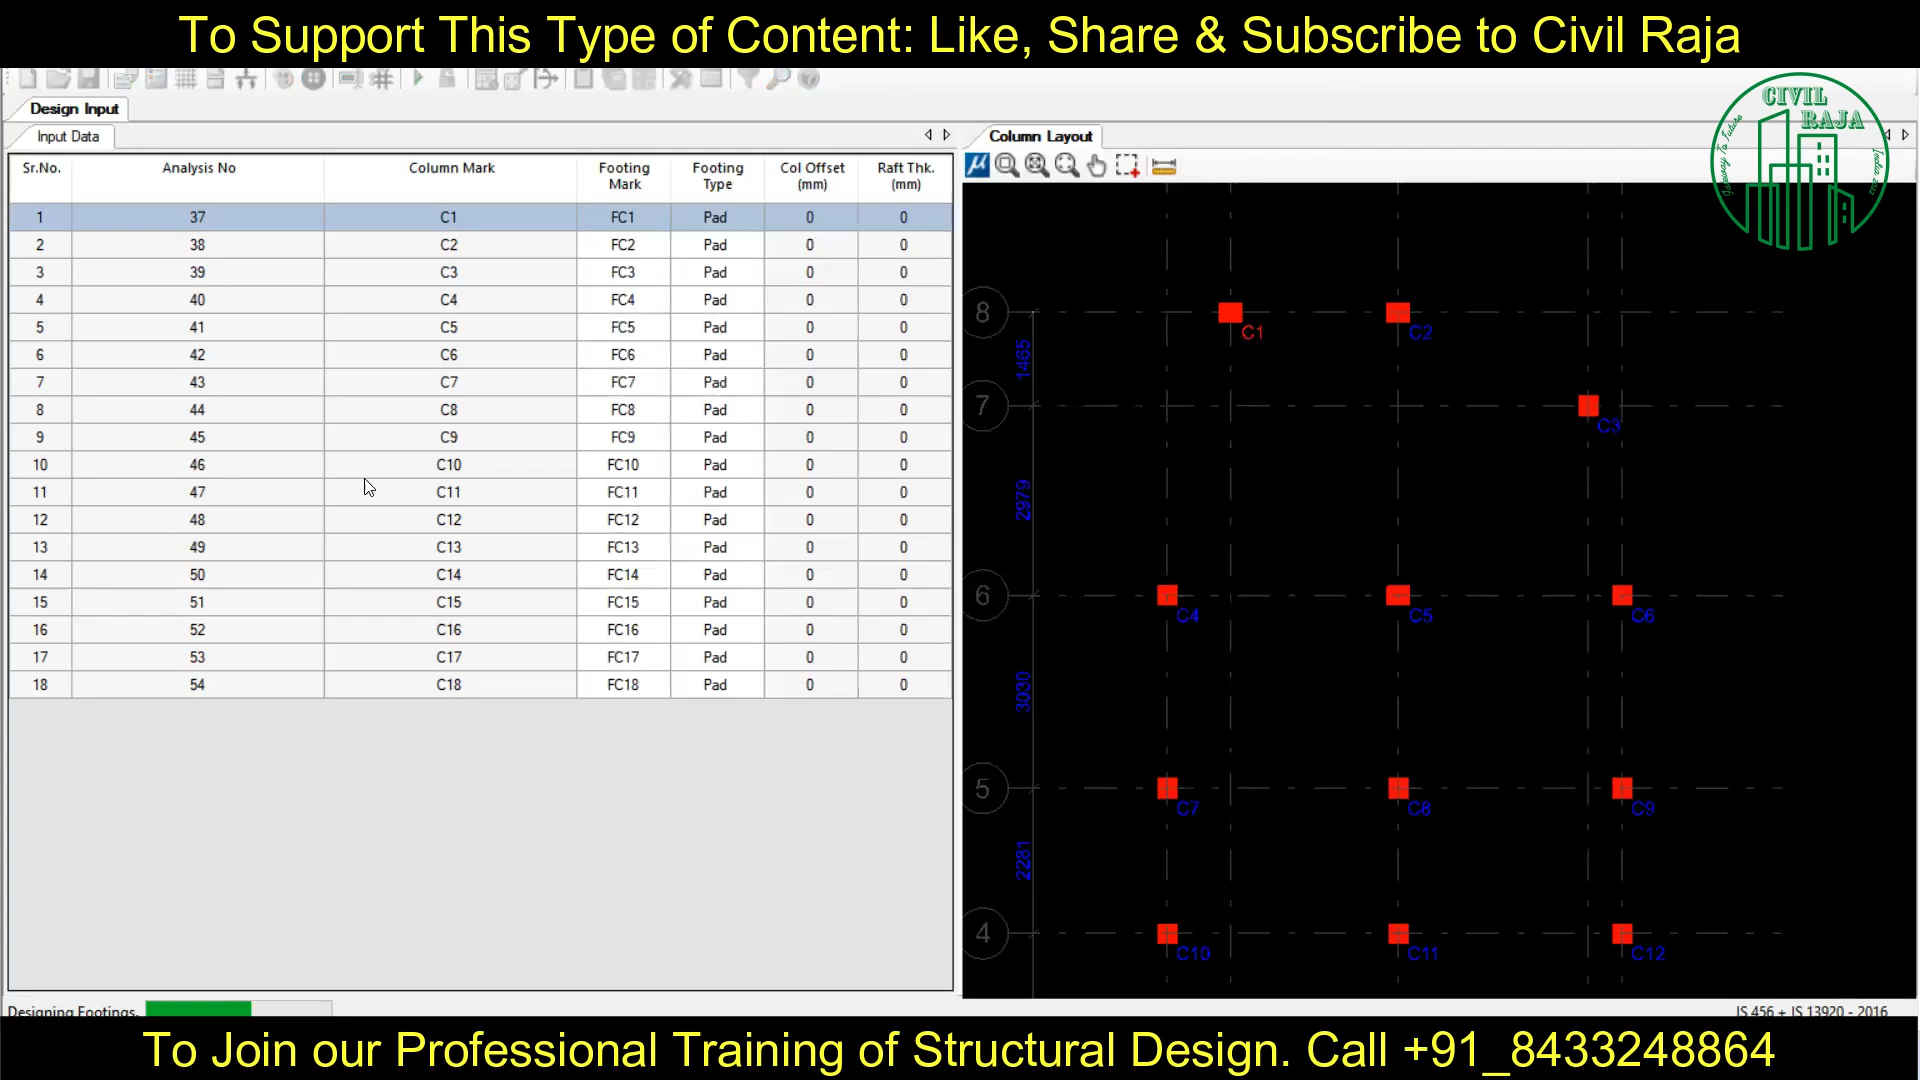 To Support This Type of Content: Like, Share & Subscribe to Civil Raja
Design Input
Input Data
Sr.No. Analysis No Column Mark Footing Mark Footing Type Col Offset (mm) Raft Thk. (mm)
1 37 C1 FC1 Pad 0 0
2 38 C2 FC2 Pad 0 0
3 39 C3 FC3 Pad 0 0
4 40 C4 FC4 Pad 0 0
5 41 C5 FC5 Pad 0 0
6 42 C6 FC6 Pad 0 0
7 43 C7 FC7 Pad 0 0
8 44 C8 FC8 Pad 0 0
9 45 C9 FC9 Pad 0 0
10 46 C10 FC10 Pad 0 0
11 47 C11 FC11 Pad 0 0
12 48 C12 FC12 Pad 0 0
13 49 C13 FC13 Pad 0 0
14 50 C14 FC14 Pad 0 0
15 51 C15 FC15 Pad 0 0
16 52 C16 FC16 Pad 0 0
17 53 C17 FC17 Pad 0 0
18 54 C18 FC18 Pad 0 0
Designing Footings.
Column Layout
CIVIL
RAJA
Gateway To Future
India 2012
8
C1 C2
1465
7
C3
2979
6
C4 C5 C6
3030
5
C7 C8 C9
2281
4
C10 C11 C12
IS 456 + IS 13920 - 2016
To Join our Professional Training of Structural Design. Call +91_8433248864